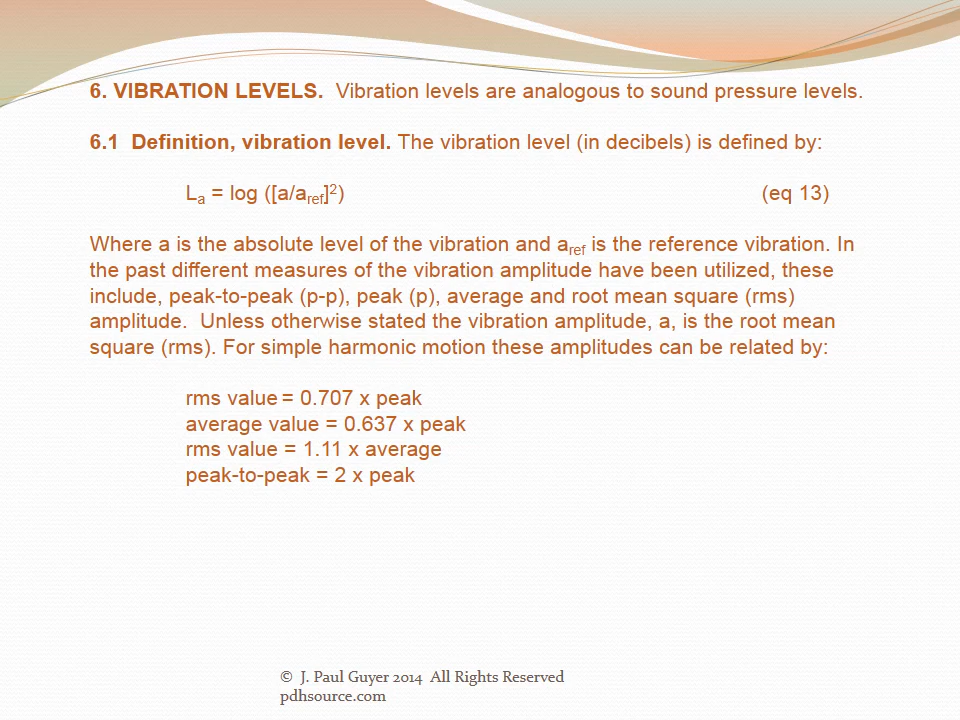 6. VIBRATION LEVELS. Vibration levels are analogous to sound pressure levels.
6.1 Definition, vibration level. The vibration level (in decibels) is defined by:
Lₐ = log ([a/a_ref]²) (eq 13)
Where a is the absolute level of the vibration and a_ref is the reference vibration. In
the past different measures of the vibration amplitude have been utilized, these
include, peak-to-peak (p-p), peak (p), average and root mean square (rms)
amplitude. Unless otherwise stated the vibration amplitude, a, is the root mean
square (rms). For simple harmonic motion these amplitudes can be related by:
rms value = 0.707 x peak
average value = 0.637 x peak
rms value = 1.11 x average
peak-to-peak = 2 x peak
© J. Paul Guyer 2014 All Rights Reserved
pdhsource.com